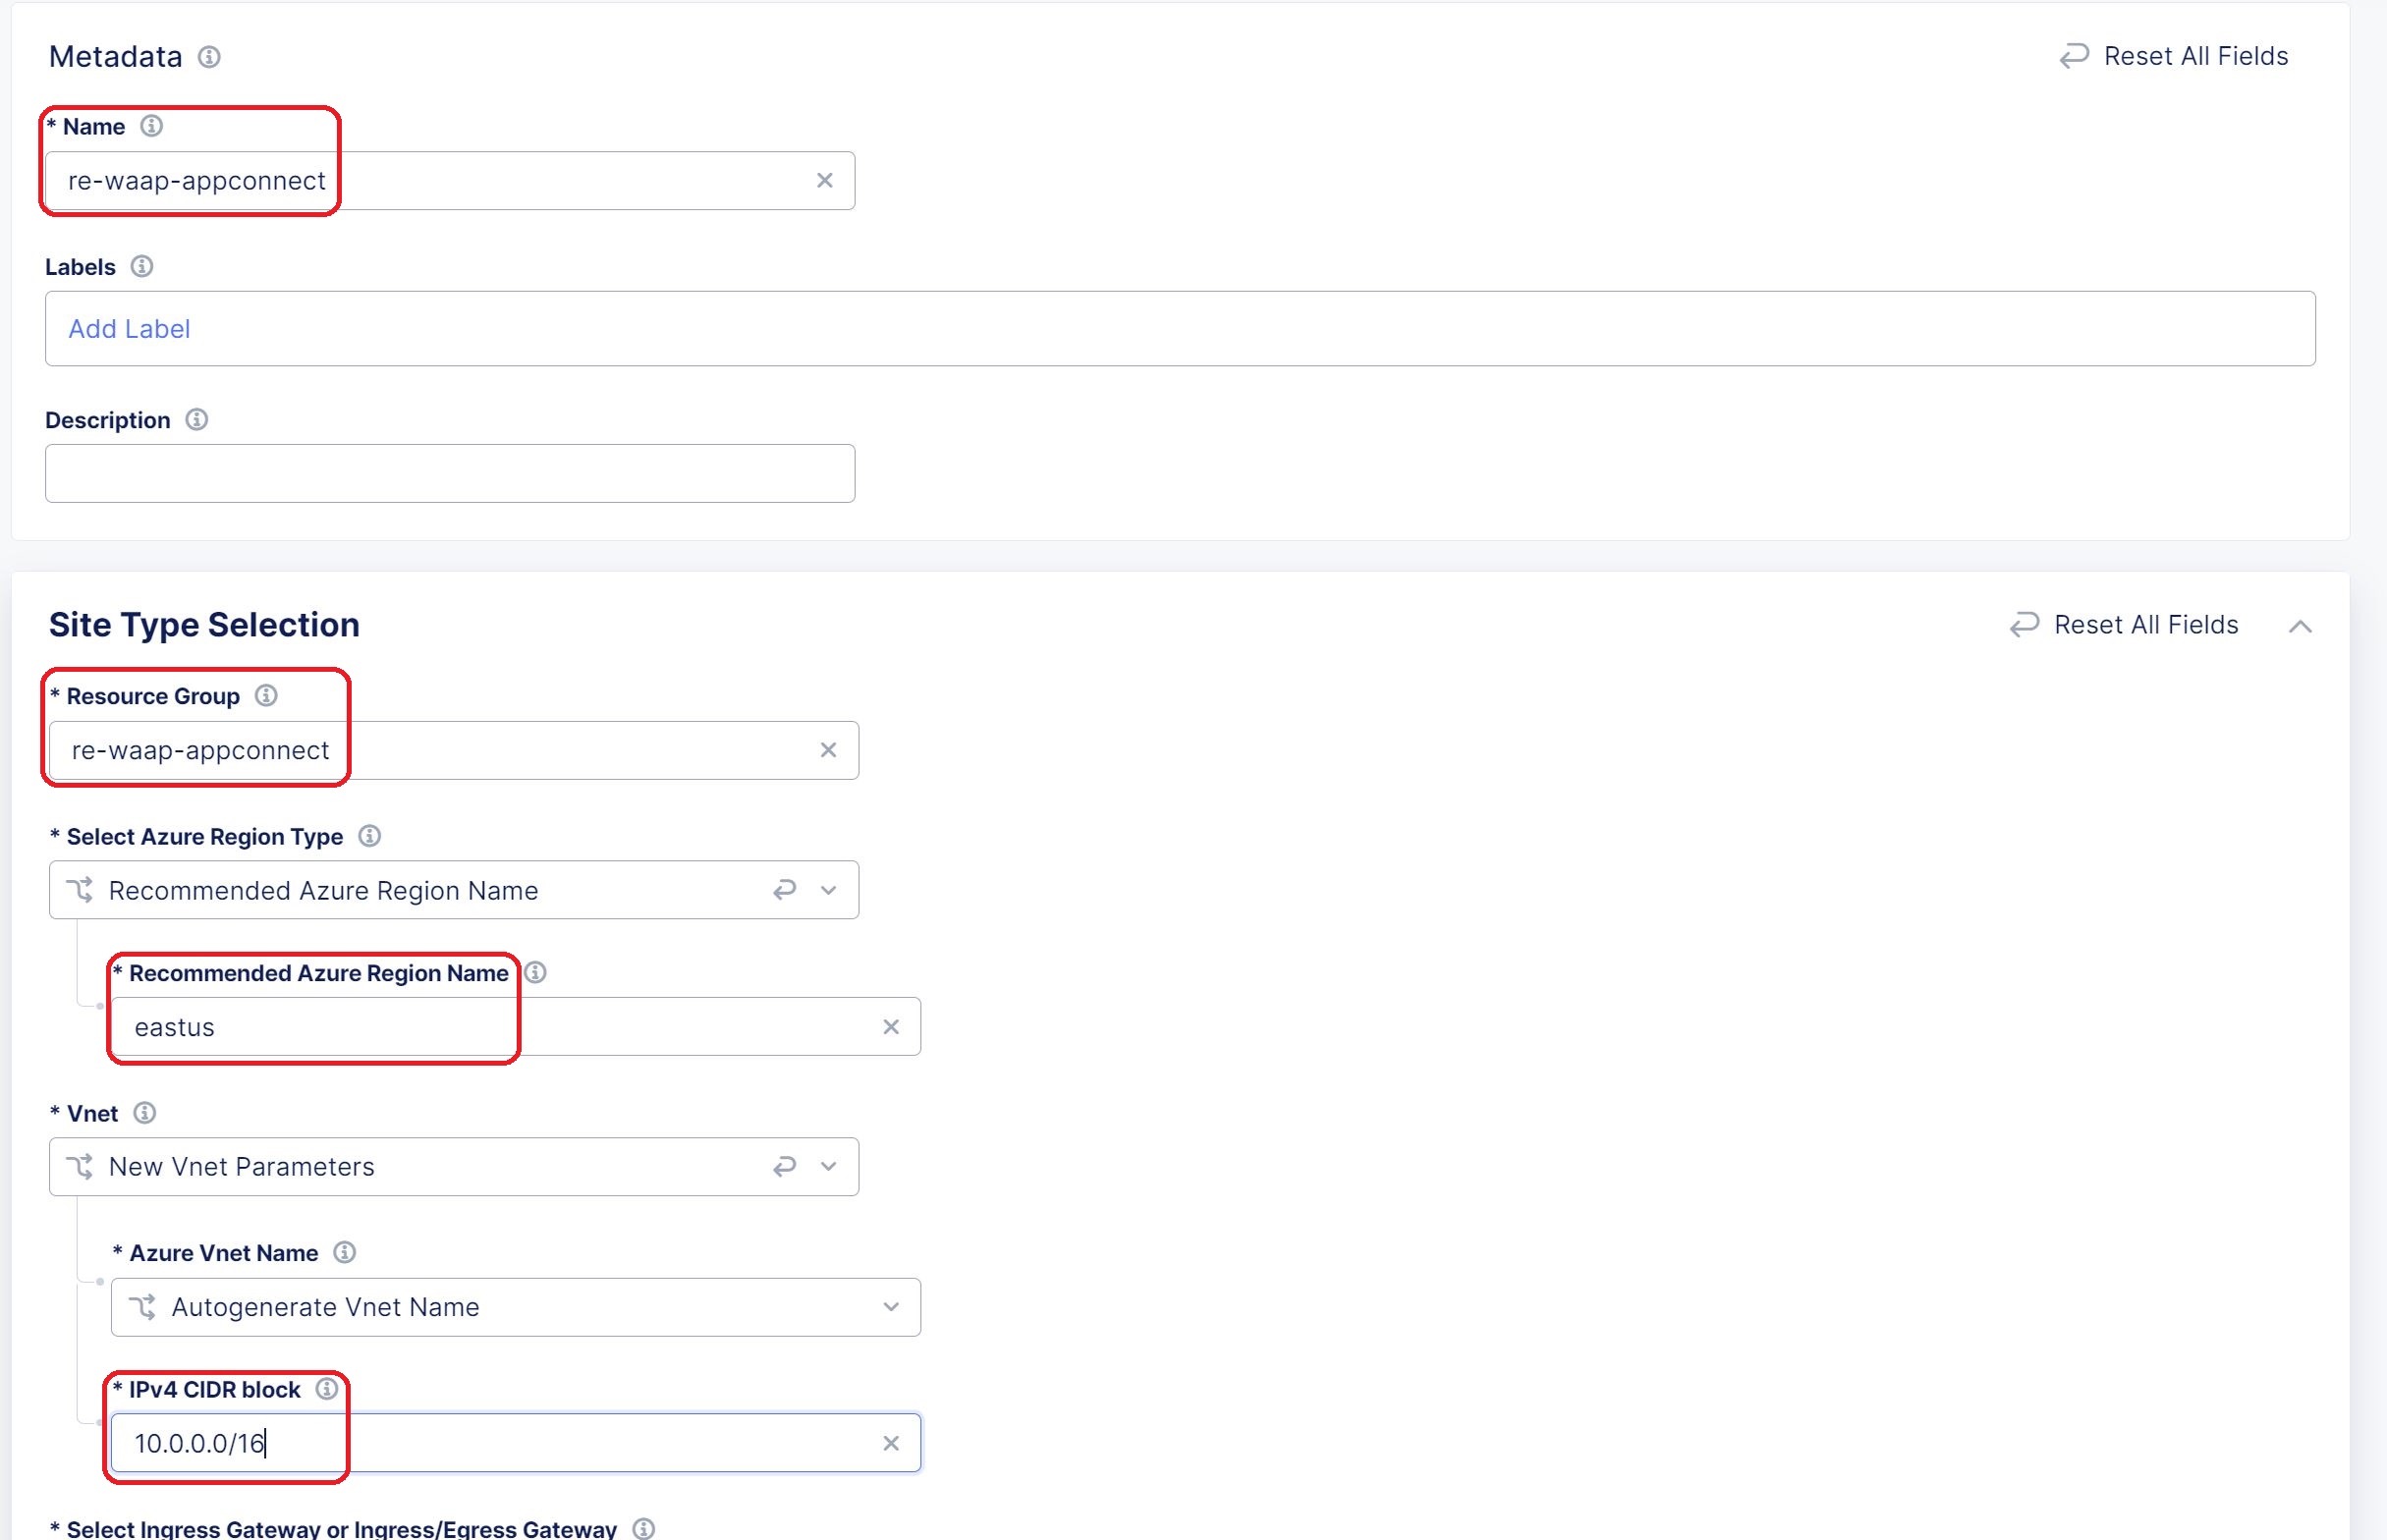 Metadata
Reset All Fields
* Name
re-waap-appconnect
Labels
Add Label
Description
Site Type Selection
Reset All Fields
* Resource Group
re-waap-appconnect
* Select Azure Region Type
Recommended Azure Region Name
* Recommended Azure Region Name
eastus
* Vnet
New Vnet Parameters
* Azure Vnet Name
Autogenerate Vnet Name
* IPv4 CIDR block
10.0.0.0/16
* Select Ingress Gateway or Ingress/Egress Gateway